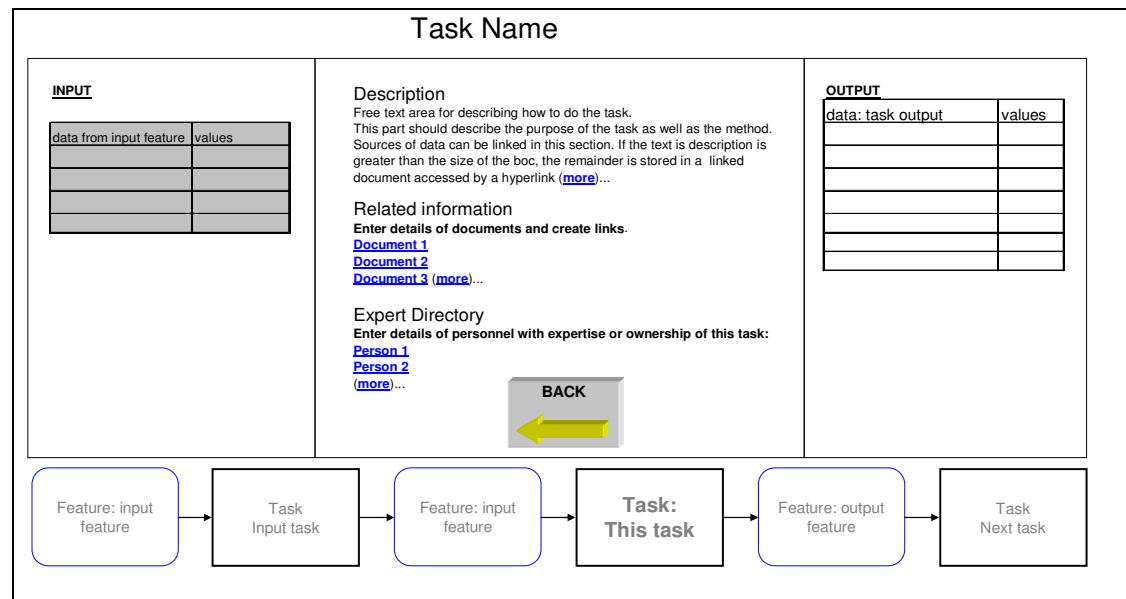 Task Name
INPUT
data from input feature values
Description
Free text area for describing how to do the task.
This part should describe the purpose of the task as well as the method.
Sources of data can be linked in this section. If the text is description is
greater than the size of the boc, the remainder is stored in a linked
document accessed by a hyperlink (more)...
Related information
Enter details of documents and create links.
Document 1
Document 2
Document 3 (more)...
Expert Directory
Enter details of personnel with expertise or ownership of this task:
Person 1
Person 2
(more)...
BACK
OUTPUT
data: task output values
Feature: input
feature
Task
Input task
Feature: input
feature
Task:
This task
Feature: output
feature
Task
Next task